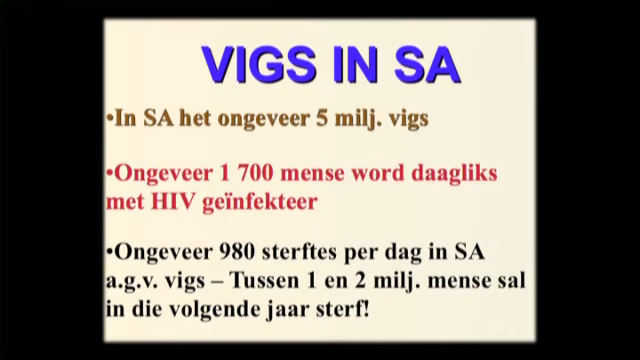 VIGS IN SA
•In SA het ongeveer 5 milj. vigs
•Ongeveer 1 700 mense word daagliks
met HIV geïnfekteer
•Ongeveer 980 sterftes per dag in SA
a.g.v. vigs – Tussen 1 en 2 milj. mense sal
in die volgende jaar sterf!